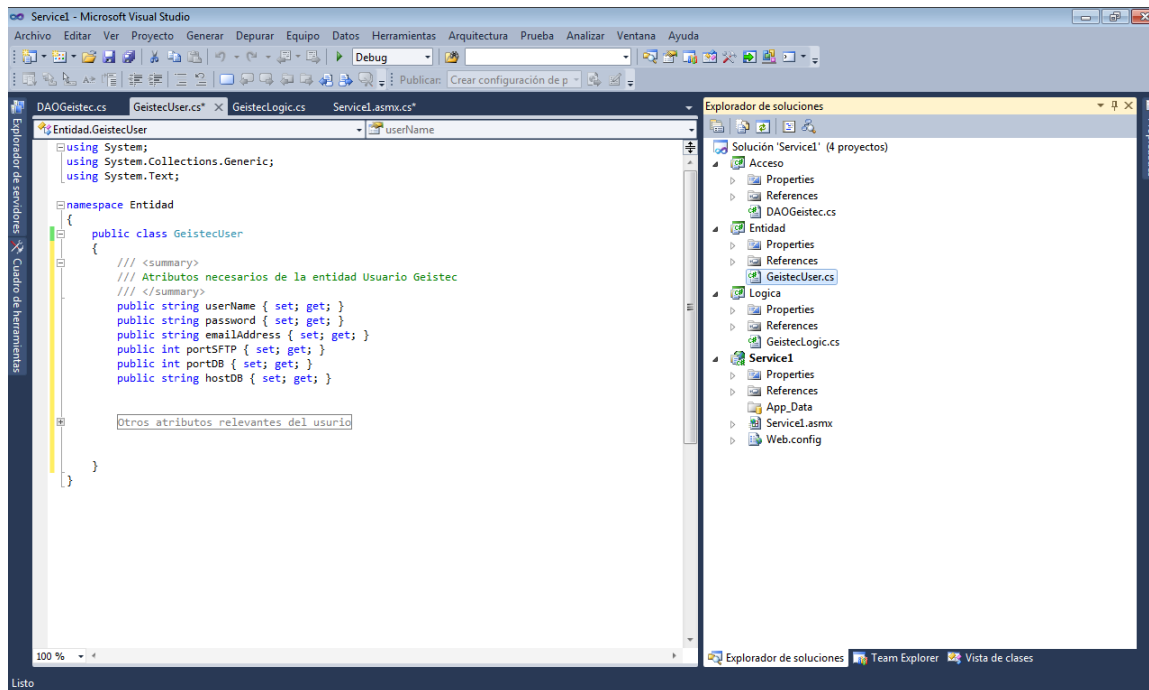 Service1 - Microsoft Visual Studio
Archivo Editar Ver Proyecto Generar Depurar Equipo Datos Herramientas Arquitectura Prueba Analizar Ventana Ayuda
Debug
Publicar: Crear configuración de p
DAOGeistec.cs GeistecUser.cs* GeistecLogic.cs Service1.asmx.cs*
Entidad.GeistecUser userName
using System;
using System.Collections.Generic;
using System.Text;
namespace Entidad
{
public class GeistecUser
{
/// <summary>
/// Atributos necesarios de la entidad Usuario Geistec
/// </summary>
public string userName { set; get; }
public string password { set; get; }
public string emailAddress { set; get; }
public int portSFTP { set; get; }
public int portDB { set; get; }
public string hostDB { set; get; }
Otros atributos relevantes del usurio
}
}
100 %
Explorador de servidores
Cuadro de herramientas
Explorador de soluciones
Solución 'Service1' (4 proyectos)
Acceso
Properties
References
DAOGeistec.cs
Entidad
Properties
References
GeistecUser.cs
Logica
Properties
References
GeistecLogic.cs
Service1
Properties
References
App_Data
Service1.asmx
Web.config
Explorador de soluciones Team Explorer Vista de clases
Listo